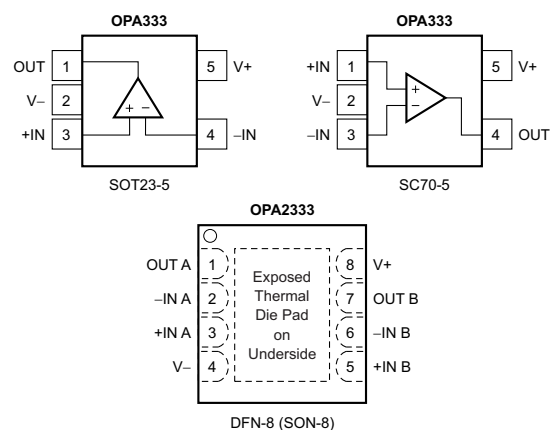 OPA333
OUT 1 5 V+
V– 2
+IN 3 4 –IN
+ –
SOT23-5
OPA333
+IN 1 5 V+
V– 2
–IN 3 4 OUT
+
–
SC70-5
OPA2333
OUT A 1 8 V+
–IN A 2 7 OUT B
+IN A 3 6 –IN B
V– 4 5 +IN B
Exposed
Thermal
Die Pad
on
Underside
DFN-8 (SON-8)